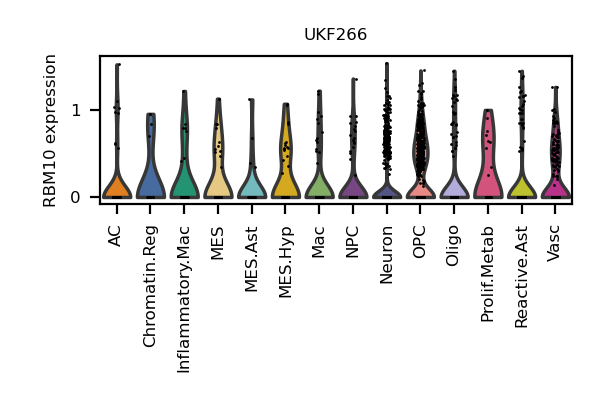 UKF266
RBM10 expression
1
0
AC
Chromatin.Reg
Inflammatory.Mac
MES
MES.Ast
MES.Hyp
Mac
NPC
Neuron
OPC
Oligo
Prolif.Metab
Reactive.Ast
Vasc